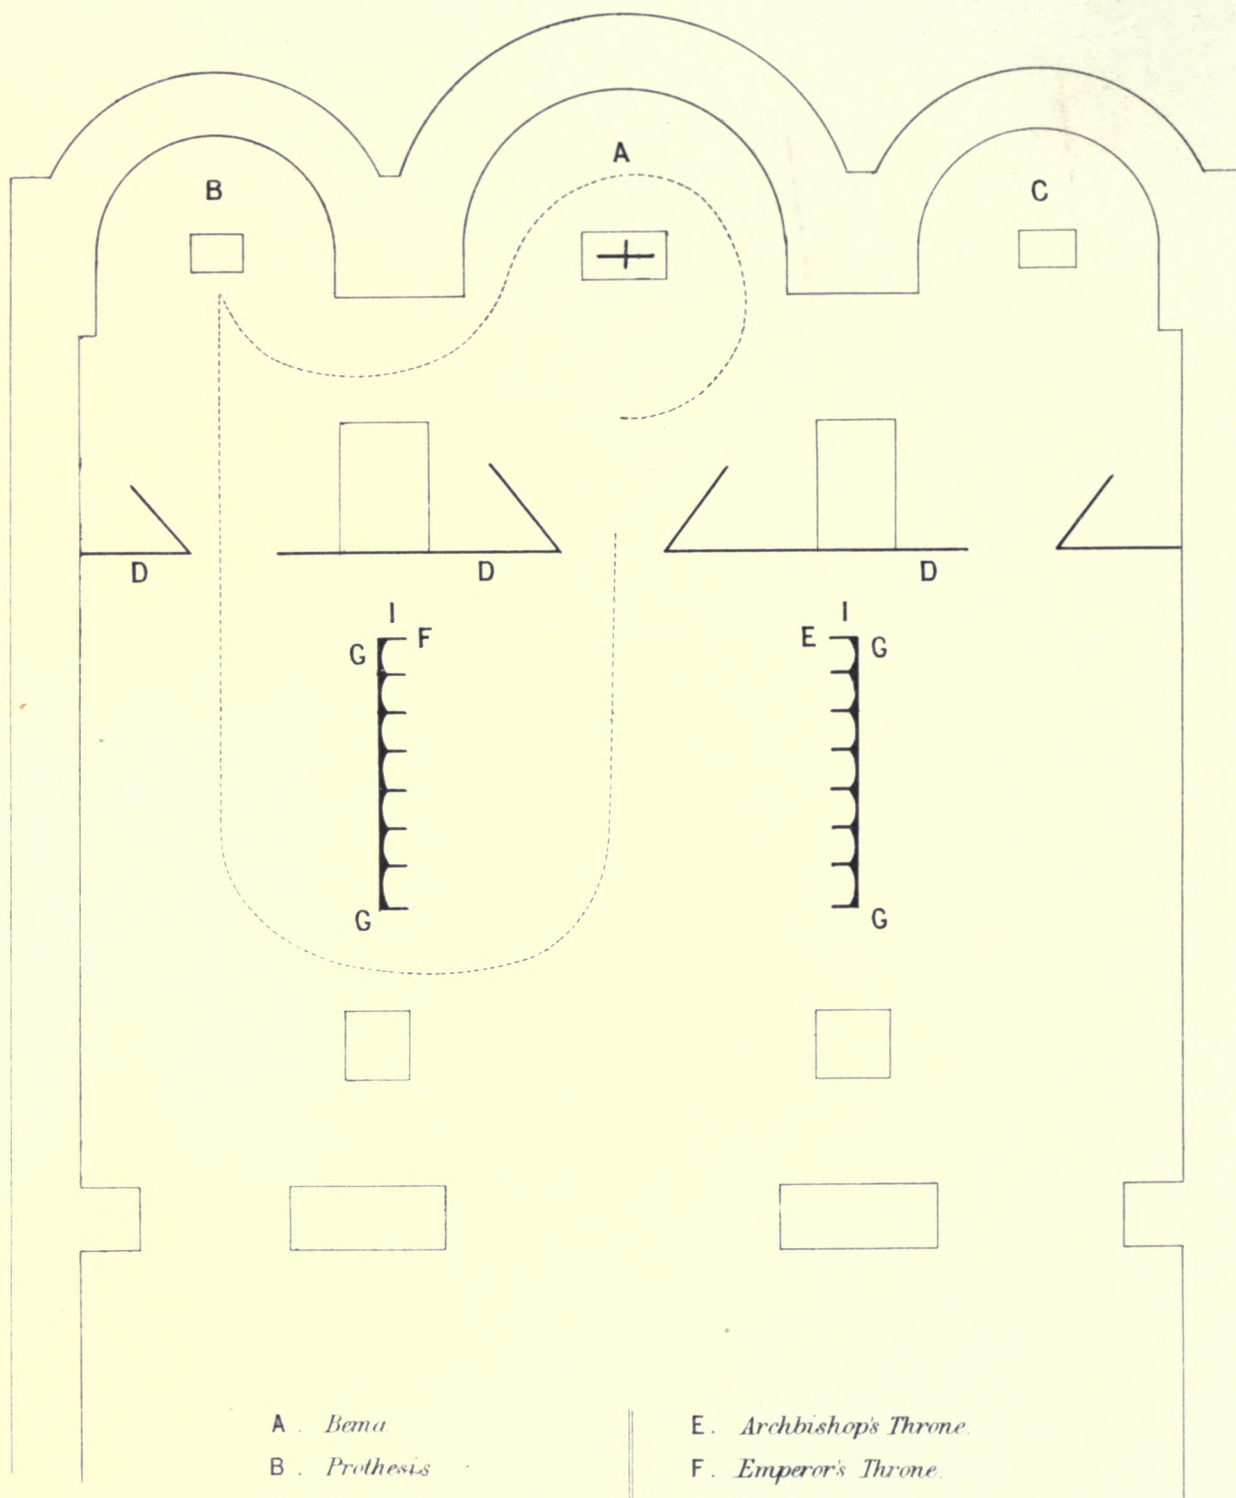 A
B
C
D
D
D
I
I
G
F
E
G
G
G
A . Bema
B . Prothesis
E . Archbishop's Throne.
F . Emperor's Throne.